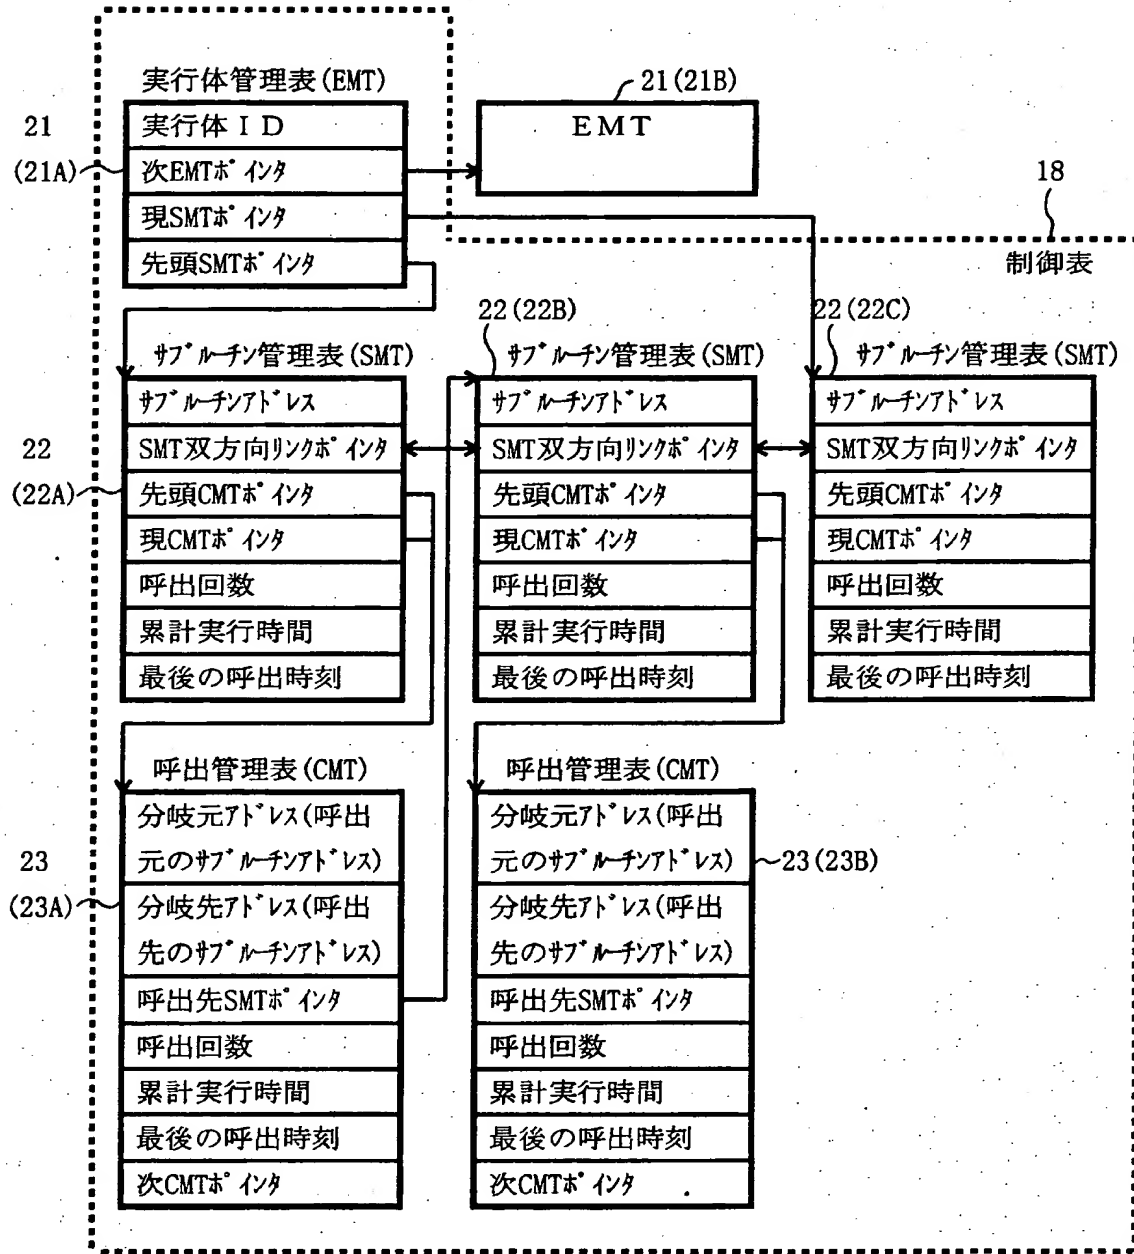 実行体管理表(EMT)
21(21B)
21
(21A)
実行体ID
次EMTポインタ
現SMTポインタ
先頭SMTポインタ
EMT
18
制御表
22(22B)
22(22C)
サブルーチン管理表(SMT)
サブルーチン管理表(SMT)
サブルーチン管理表(SMT)
22
(22A)
サブルーチンアドレス
SMT双方向リンクポインタ
先頭CMTポインタ
現CMTポインタ
呼出回数
累計実行時間
最後の呼出時刻
サブルーチンアドレス
SMT双方向リンクポインタ
先頭CMTポインタ
現CMTポインタ
呼出回数
累計実行時間
最後の呼出時刻
サブルーチンアドレス
SMT双方向リンクポインタ
先頭CMTポインタ
現CMTポインタ
呼出回数
累計実行時間
最後の呼出時刻
呼出管理表(CMT)
呼出管理表(CMT)
23
(23A)
分岐元アドレス(呼出
元のサブルーチンアドレス)
分岐先アドレス(呼出
先のサブルーチンアドレス)
呼出先SMTポインタ
呼出回数
累計実行時間
最後の呼出時刻
次CMTポインタ
分岐元アドレス(呼出
元のサブルーチンアドレス)
分岐先アドレス(呼出
先のサブルーチンアドレス)
呼出先SMTポインタ
呼出回数
累計実行時間
最後の呼出時刻
次CMTポインタ
23(23B)